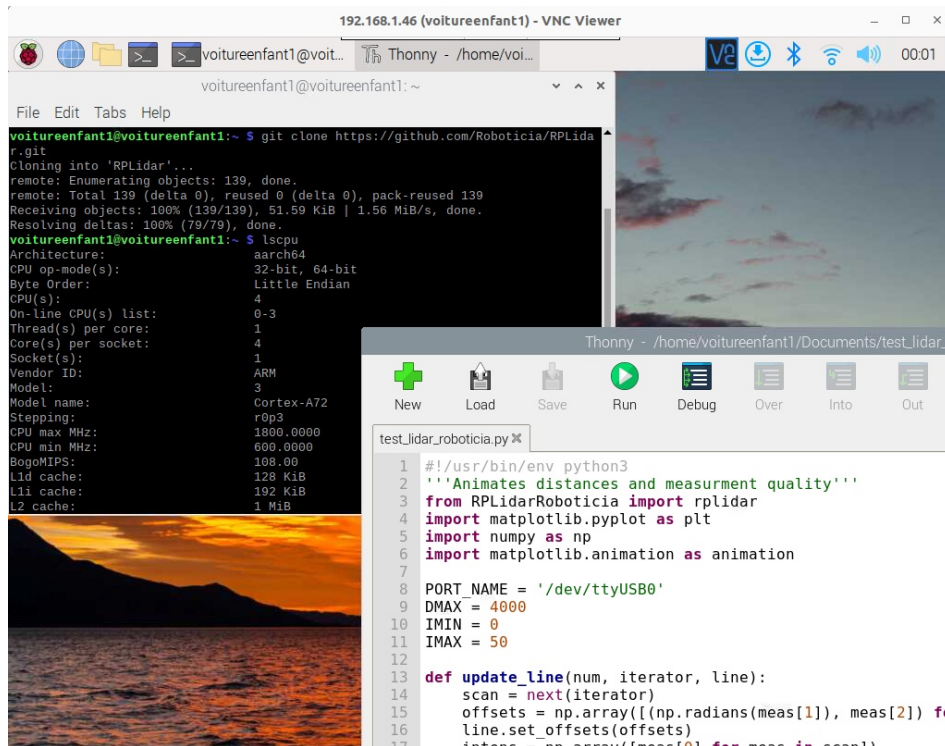 192.168.1.46 (voitureenfant1) - VNC Viewer
voitureenfant1@voit... Thonny - /home/voi... 00:01
voitureenfant1@voitureenfant1: ~
File Edit Tabs Help
voitureenfant1@voitureenfant1:~ $ git clone https://github.com/Roboticia/RPLida
r.git
Cloning into 'RPLidar'...
remote: Enumerating objects: 139, done.
remote: Total 139 (delta 0), reused 0 (delta 0), pack-reused 139
Receiving objects: 100% (139/139), 51.59 KiB | 1.56 MiB/s, done.
Resolving deltas: 100% (79/79), done.
voitureenfant1@voitureenfant1:~ $ lscpu
Architecture: aarch64
CPU op-mode(s): 32-bit, 64-bit
Byte Order: Little Endian
CPU(s): 4
On-line CPU(s) list: 0-3
Thread(s) per core: 1
Core(s) per socket: 4
Socket(s): 1
Vendor ID: ARM
Model: 3
Model name: Cortex-A72
Stepping: r0p3
CPU max MHz: 1800.0000
CPU min MHz: 600.0000
BogoMIPS: 108.00
L1d cache: 128 KiB
L1i cache: 192 KiB
L2 cache: 1 MiB
Thonny - /home/voitureenfant1/Documents/test_lidar_
New Load Save Run Debug Over Into Out
test_lidar_roboticia.py
1 #!/usr/bin/env python3
2 '''Animates distances and measurment quality'''
3 from RPLidarRoboticia import rplidar
4 import matplotlib.pyplot as plt
5 import numpy as np
6 import matplotlib.animation as animation
7
8 PORT_NAME = '/dev/ttyUSB0'
9 DMAX = 4000
10 IMIN = 0
11 IMAX = 50
12
13 def update_line(num, iterator, line):
14 scan = next(iterator)
15 offsets = np.array([(np.radians(meas[1]), meas[2]) fo
16 line.set_offsets(offsets)
17 intens = np.array([meas[0] for meas in scan])